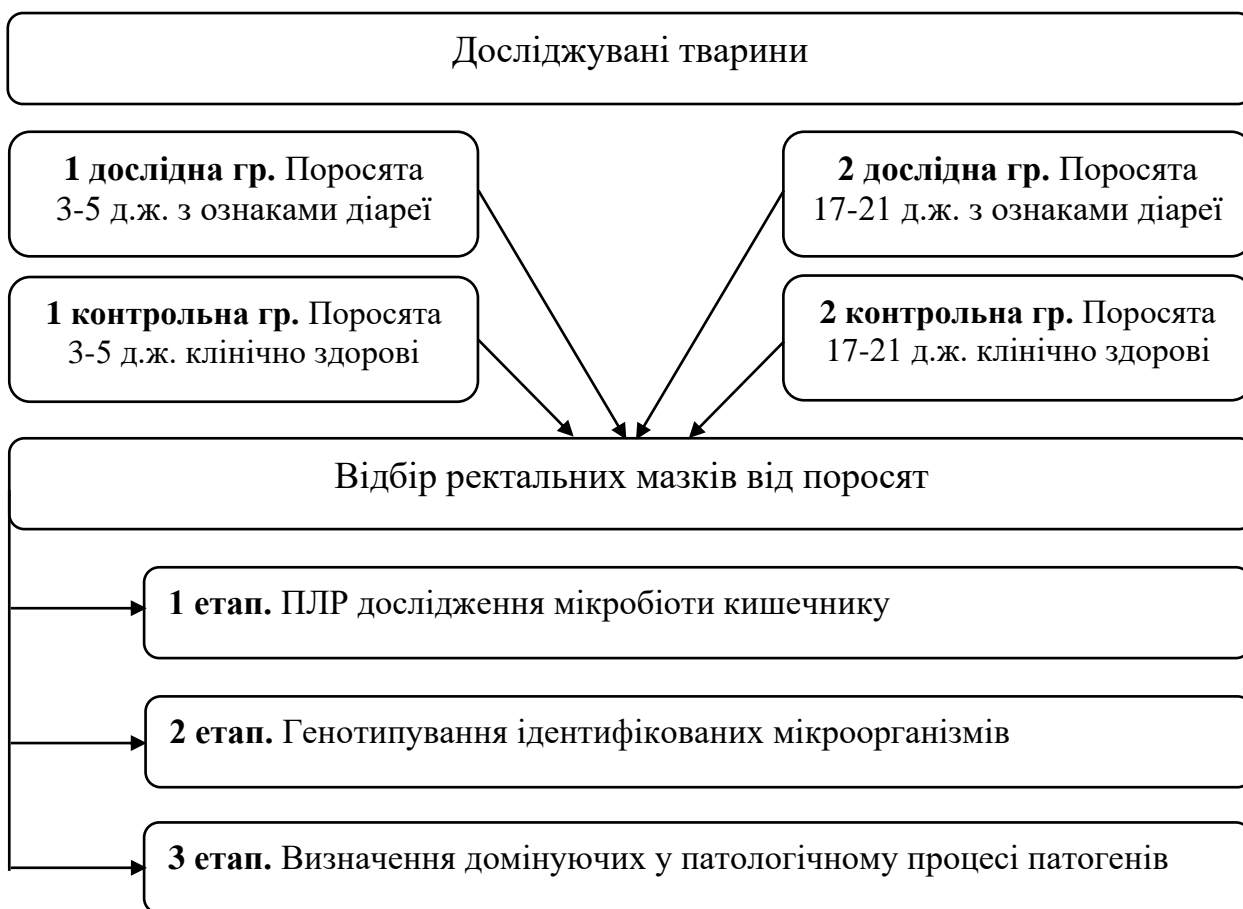 Досліджувані тварини
1 дослідна гр. Поросята
3-5 д.ж. з ознаками діареї
2 дослідна гр. Поросята
17-21 д.ж. з ознаками діареї
1 контрольна гр. Поросята
3-5 д.ж. клінічно здорові
2 контрольна гр. Поросята
17-21 д.ж. клінічно здорові
Відбір ректальних мазків від поросят
1 етап. ПЛР дослідження мікробіоти кишечнику
2 етап. Генотипування ідентифікованих мікроорганізмів
3 етап. Визначення домінуючих у патологічному процесі патогенів